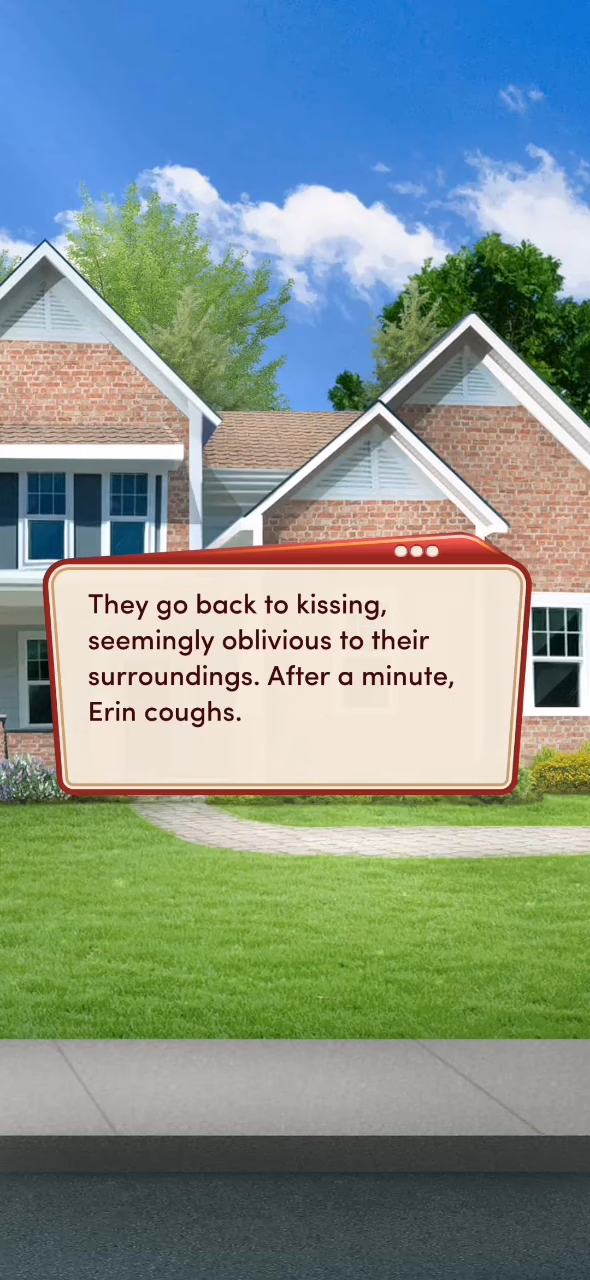 They go back to kissing,
seemingly oblivious to their
surroundings. After a minute,
Erin coughs.